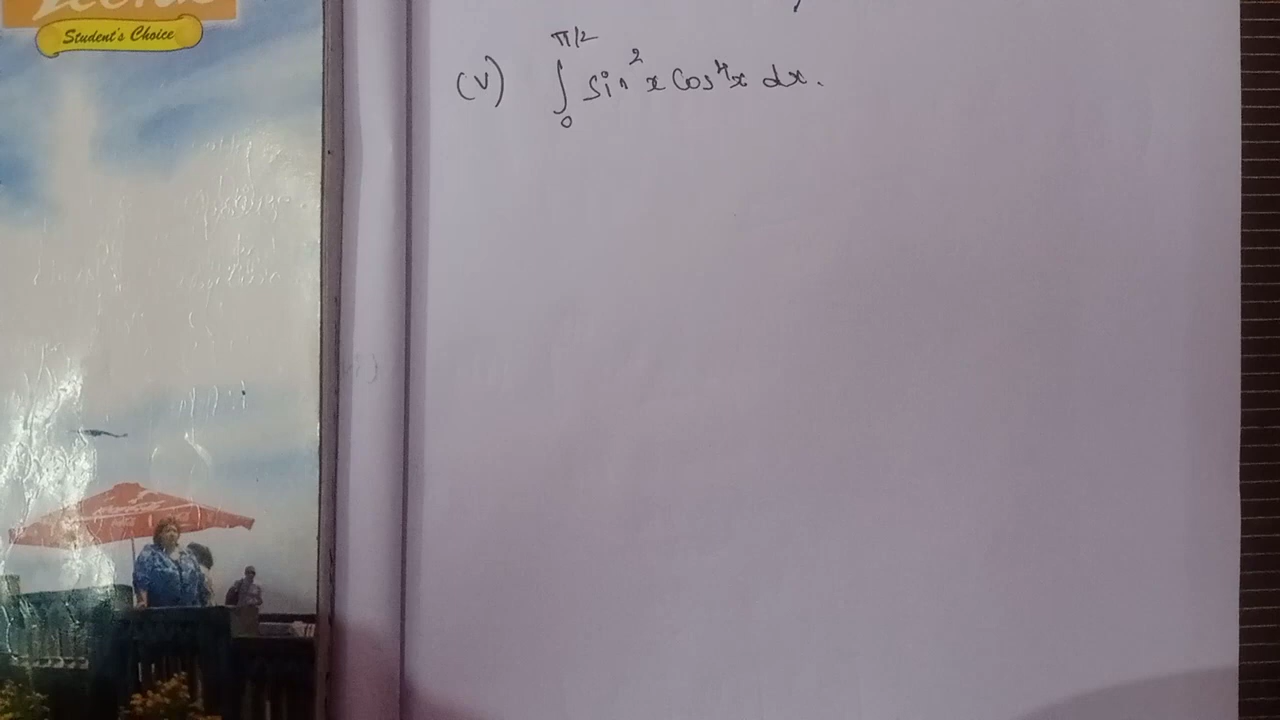 Student's Choice
(V) ∫₀^π/2 sin²x Cos⁴x dx.